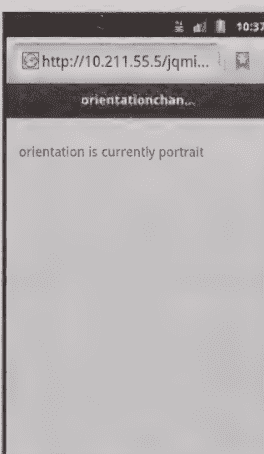 10:37
http://10.211.55.5/jqmi...
orientationchan...
orientation is currently portrait